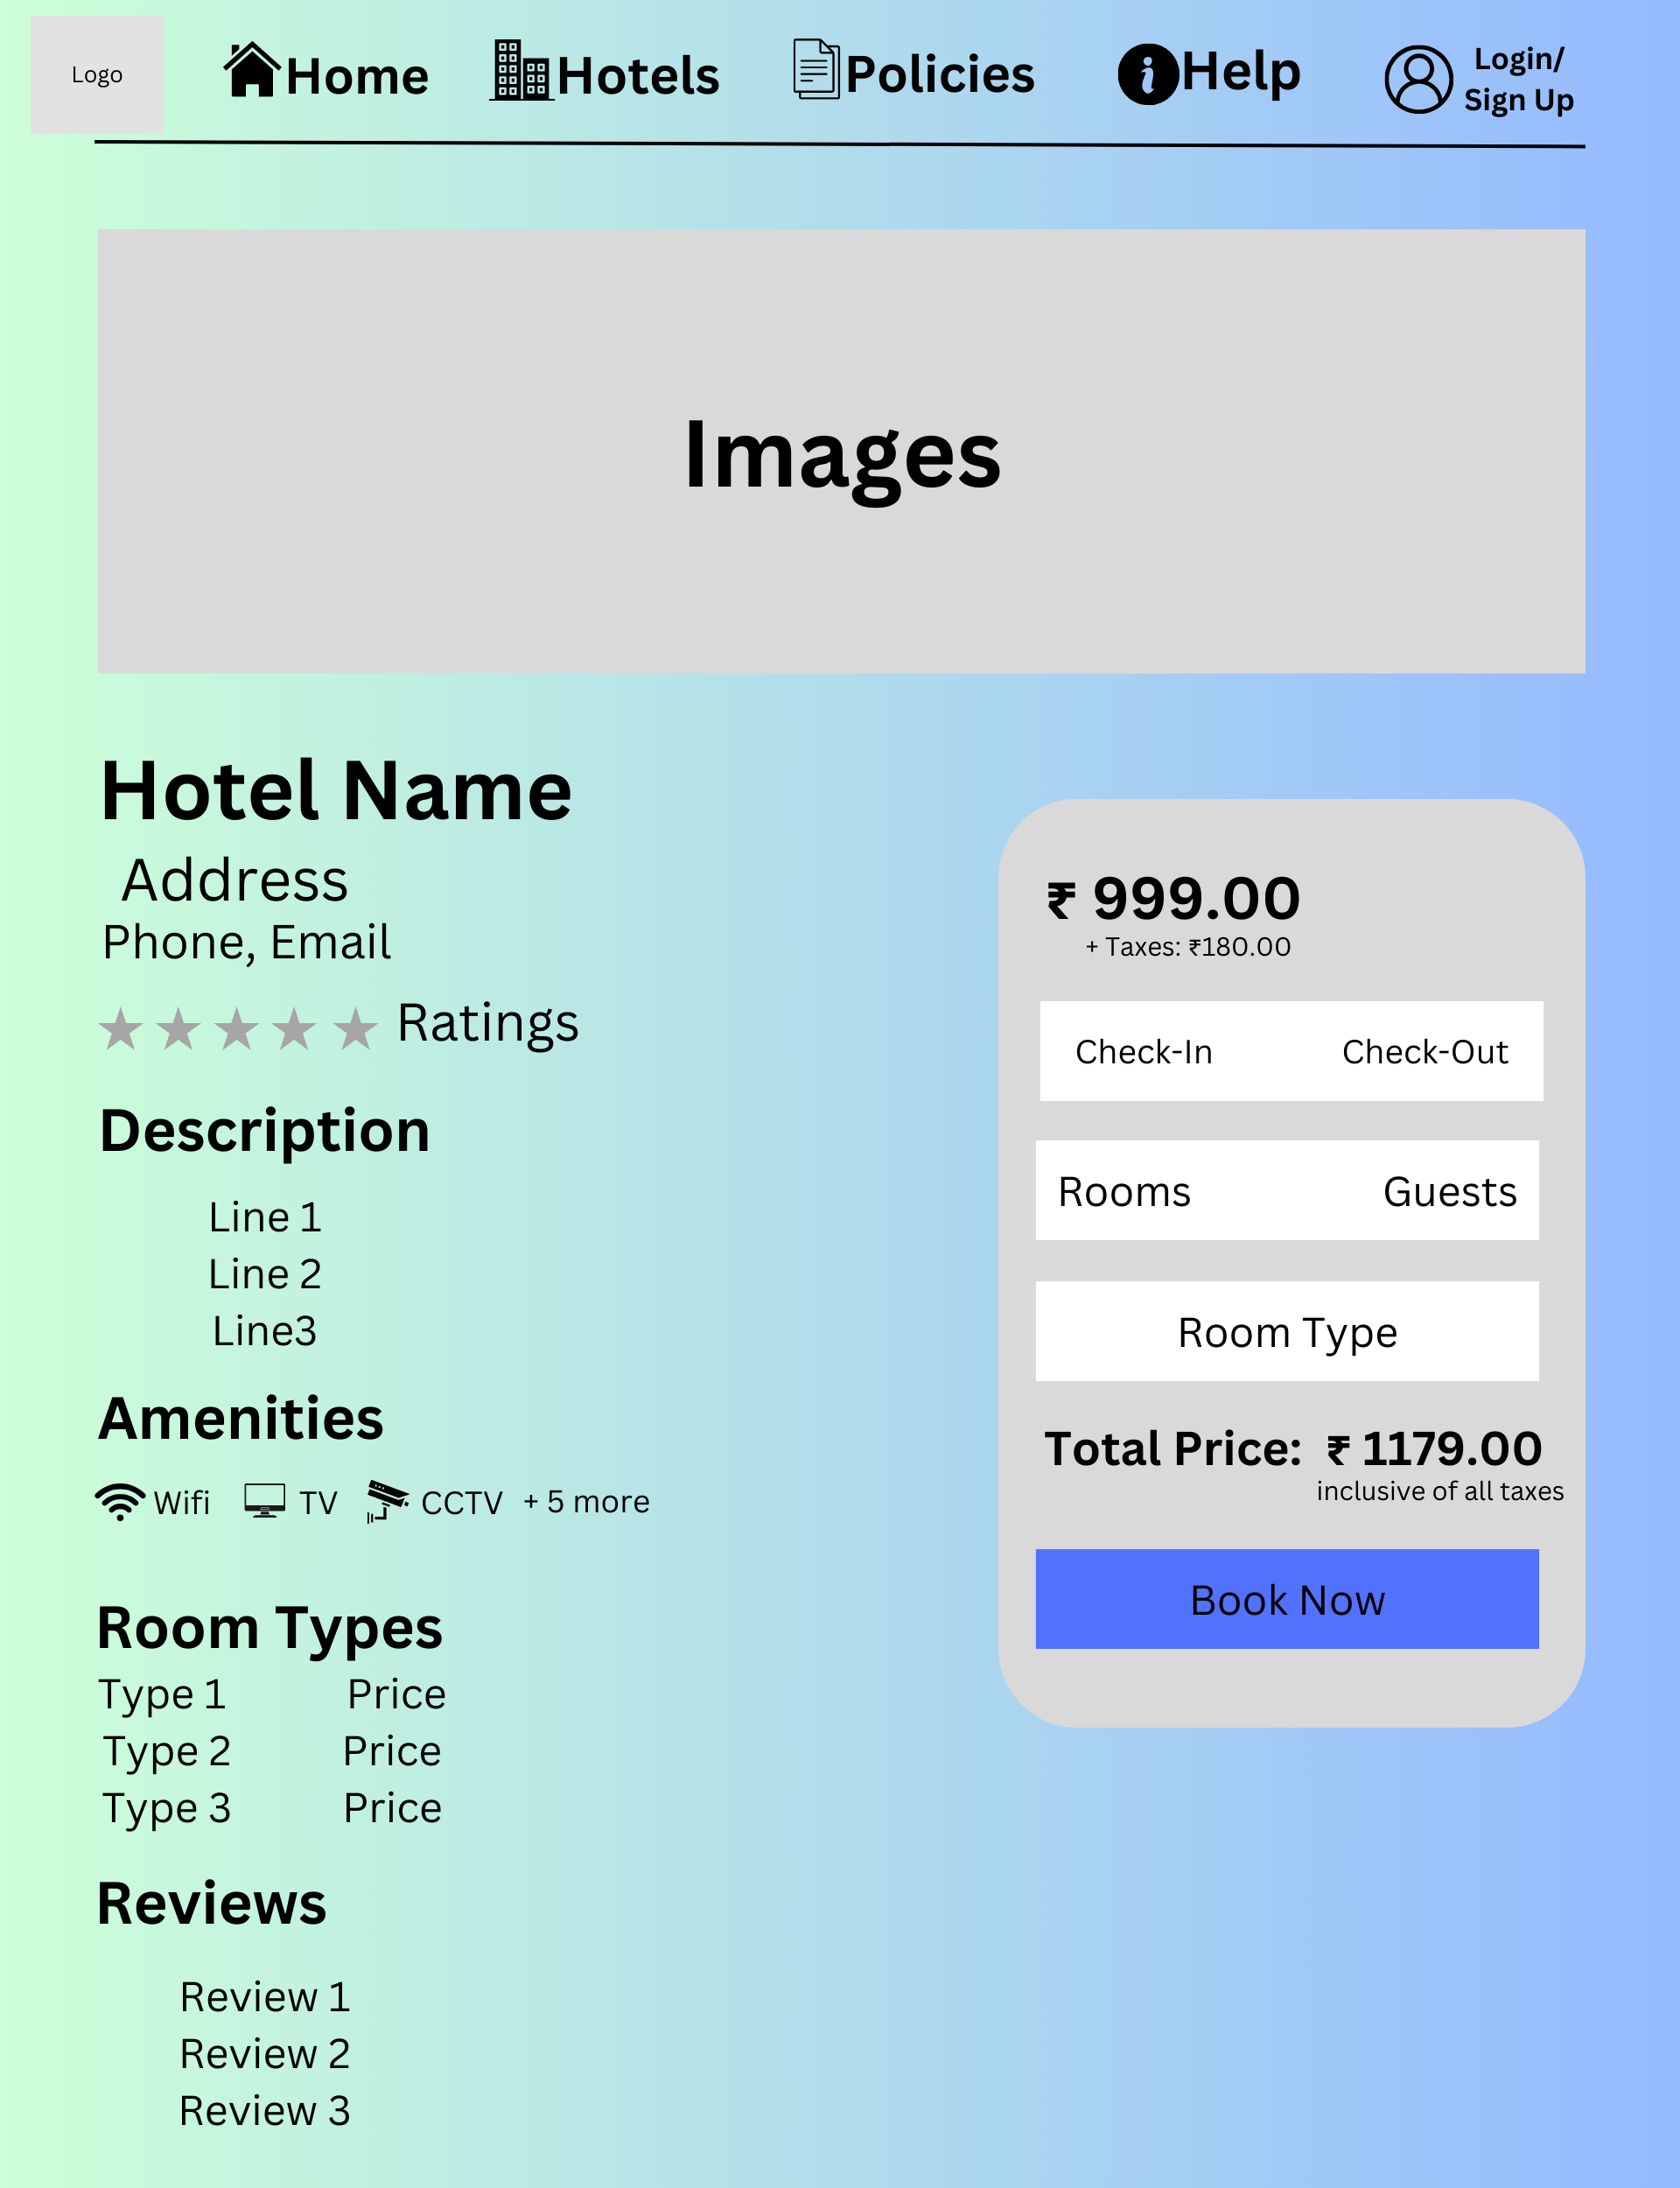 Logo
Home
Hotels
Policies
Help
Login/
Sign Up
Images
Hotel Name
Address
Phone, Email
Ratings
Description
Line 1
Line 2
Line3
Amenities
Wifi TV CCTV + 5 more
Room Types
Type 1 Price
Type 2 Price
Type 3 Price
Reviews
Review 1
Review 2
Review 3
₹ 999.00
+ Taxes: ₹180.00
Check-In Check-Out
Rooms Guests
Room Type
Total Price: ₹ 1179.00
inclusive of all taxes
Book Now